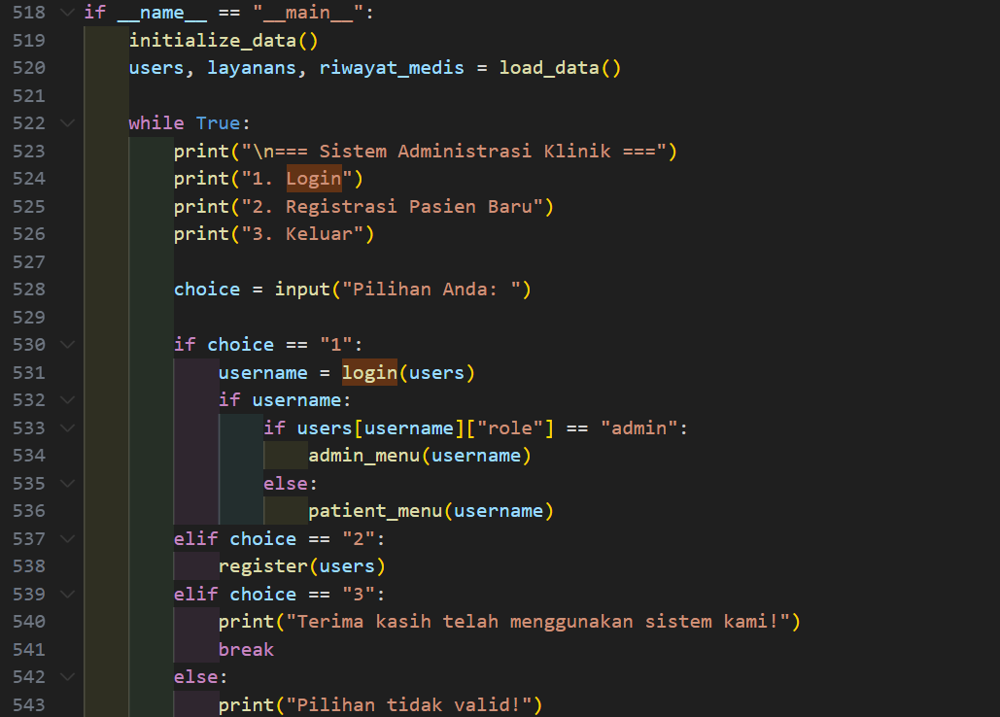 518 if __name__ == "__main__":
519     initialize_data()
520     users, layanans, riwayat_medis = load_data()
521
522     while True:
523         print("\n=== Sistem Administrasi Klinik ===")
524         print("1. Login")
525         print("2. Registrasi Pasien Baru")
526         print("3. Keluar")
527
528         choice = input("Pilihan Anda: ")
529
530         if choice == "1":
531             username = login(users)
532             if username:
533                 if users[username]["role"] == "admin":
534                     admin_menu(username)
535                 else:
536                     patient_menu(username)
537         elif choice == "2":
538             register(users)
539         elif choice == "3":
540             print("Terima kasih telah menggunakan sistem kami!")
541             break
542         else:
543             print("Pilihan tidak valid!")